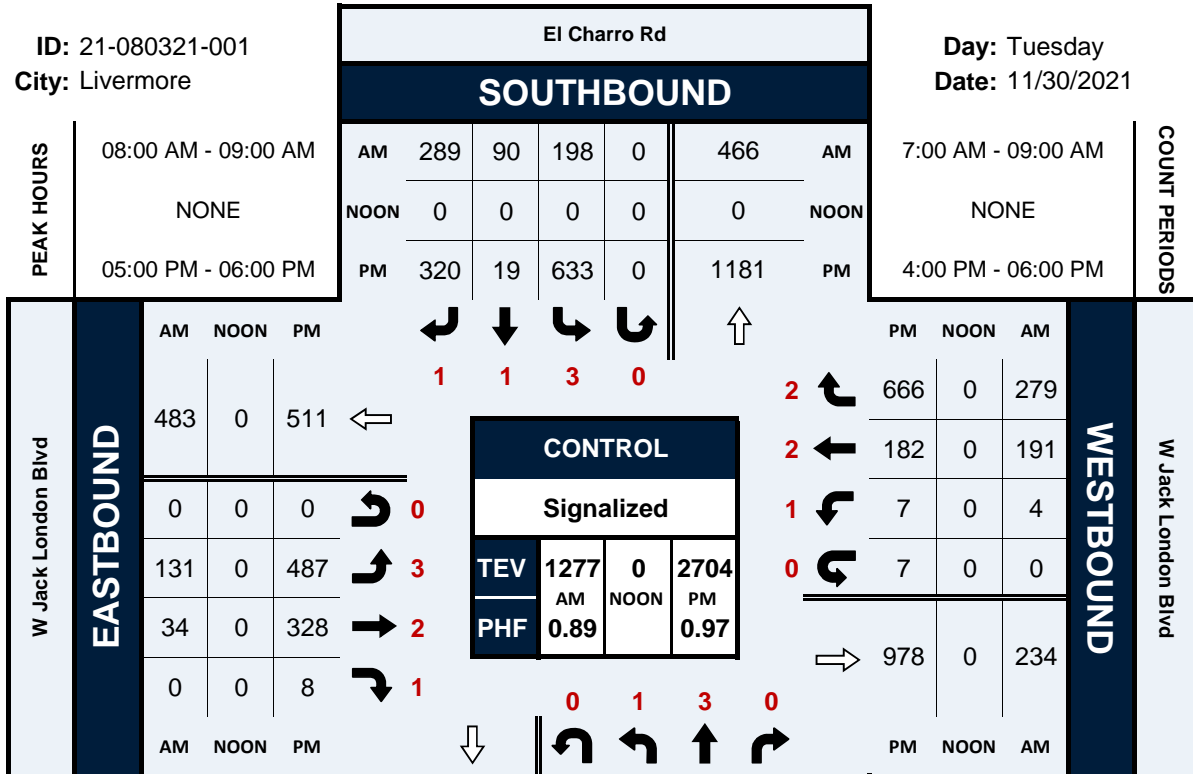 El Charro Rd
ID: 21-080321-001
Day: Tuesday
City: Livermore
SOUTHBOUND
Date: 11/30/2021
PEAK HOURS
08:00 AM - 09:00 AM
AM 289 90 198 0 466 AM
7:00 AM - 09:00 AM
COUNT PERIODS
NONE
NOON 0 0 0 0 0 NOON
NONE
05:00 PM - 06:00 PM
PM 320 19 633 0 1181 PM
4:00 PM - 06:00 PM
AM NOON PM
PM NOON AM
1 1 3 0
W Jack London Blvd
EASTBOUND
483 0 511
2 666 0 279
2 182 0 191
0 0 0 0
1 7 0 4
131 0 487 3
0 7 0 0
34 0 328 2
978 0 234
0 0 8 1
WESTBOUND
W Jack London Blvd
CONTROL
Signalized
TEV 1277 0 2704
AM NOON PM
PHF 0.89 0.97
0 1 3 0
AM NOON PM
PM NOON AM